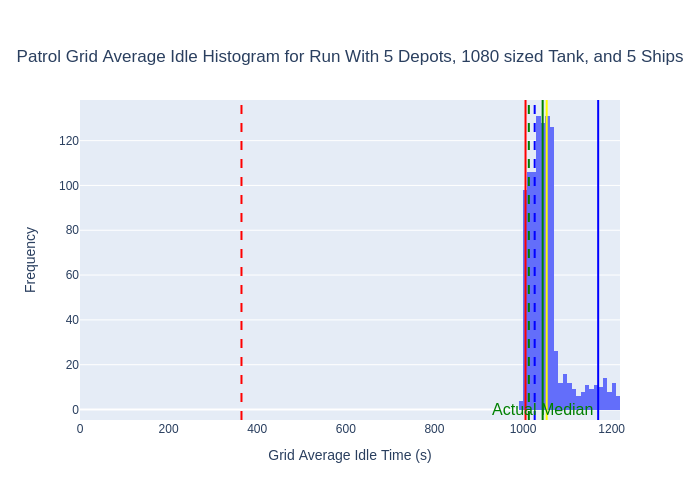 Patrol Grid Average Idle Histogram for Run With 5 Depots, 1080 sized Tank, and 5 Ships
Frequency
120
100
80
60
40
20
0
Actual Median
0 200 400 600 800 1000 1200
Grid Average Idle Time (s)